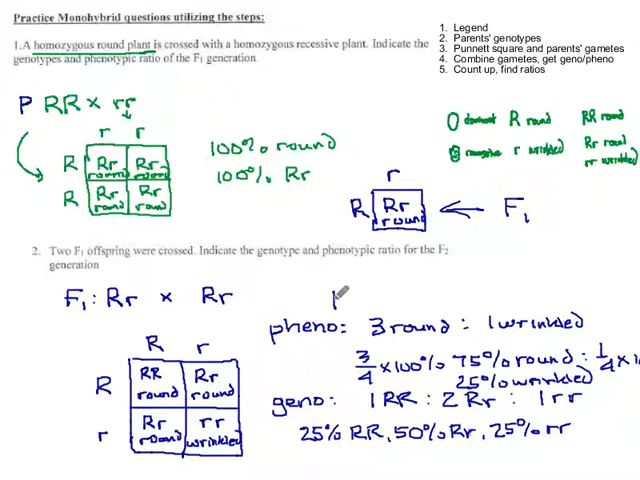 Practice Monohybrid questions utilizing the steps:
1. Legend
2. Parents' genotypes
3. Punnett square and parents' gametes
4. Combine gametes, get geno/pheno
5. Count up, find ratios
1.A homozygous round plant is crossed with a homozygous recessive plant. Indicate the
genotypes and phenotypic ratio of the F1 generation.
P RR x rr
r r
R Rr round Rr round
R Rr round Rr round
100% round
100% Rr
dominant R round
recessive r wrinkled
RR round
Rr round
rr wrinkled
r
R Rr round ← F1
2. Two F1 offspring were crossed. Indicate the genotype and phenotypic ratio for the F2
generation
F1: Rr x Rr
R r
R RR round Rr round
r Rr round rr wrinkled
pheno: 3 round : 1 wrinkled
3/4 x 100% 75% round : 1/4 x 1
25% wrinkled
geno: 1RR : 2Rr : 1rr
25% RR, 50% Rr, 25% rr